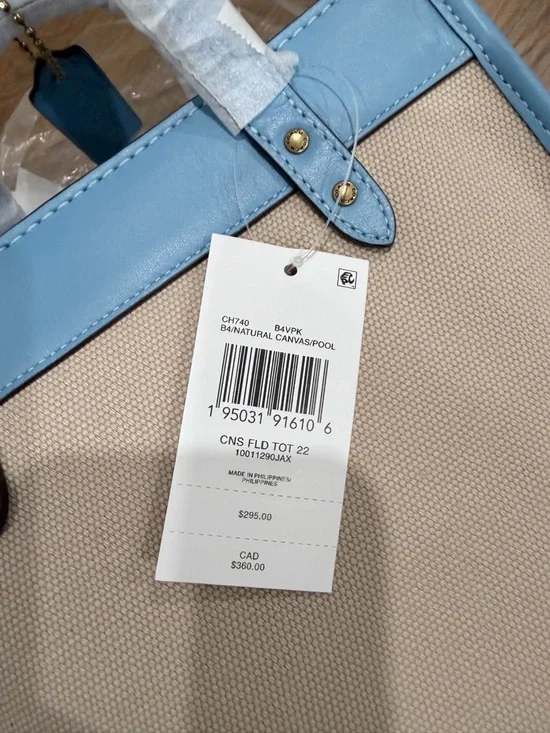 CH740 B4VPK
B4/NATURAL CANVAS/POOL
1 95031 91610 6
CNS FLD TOT 22
10011290JAX
MADE IN PHILIPPINES/
PHILIPPINES
$295.00
CAD
$360.00